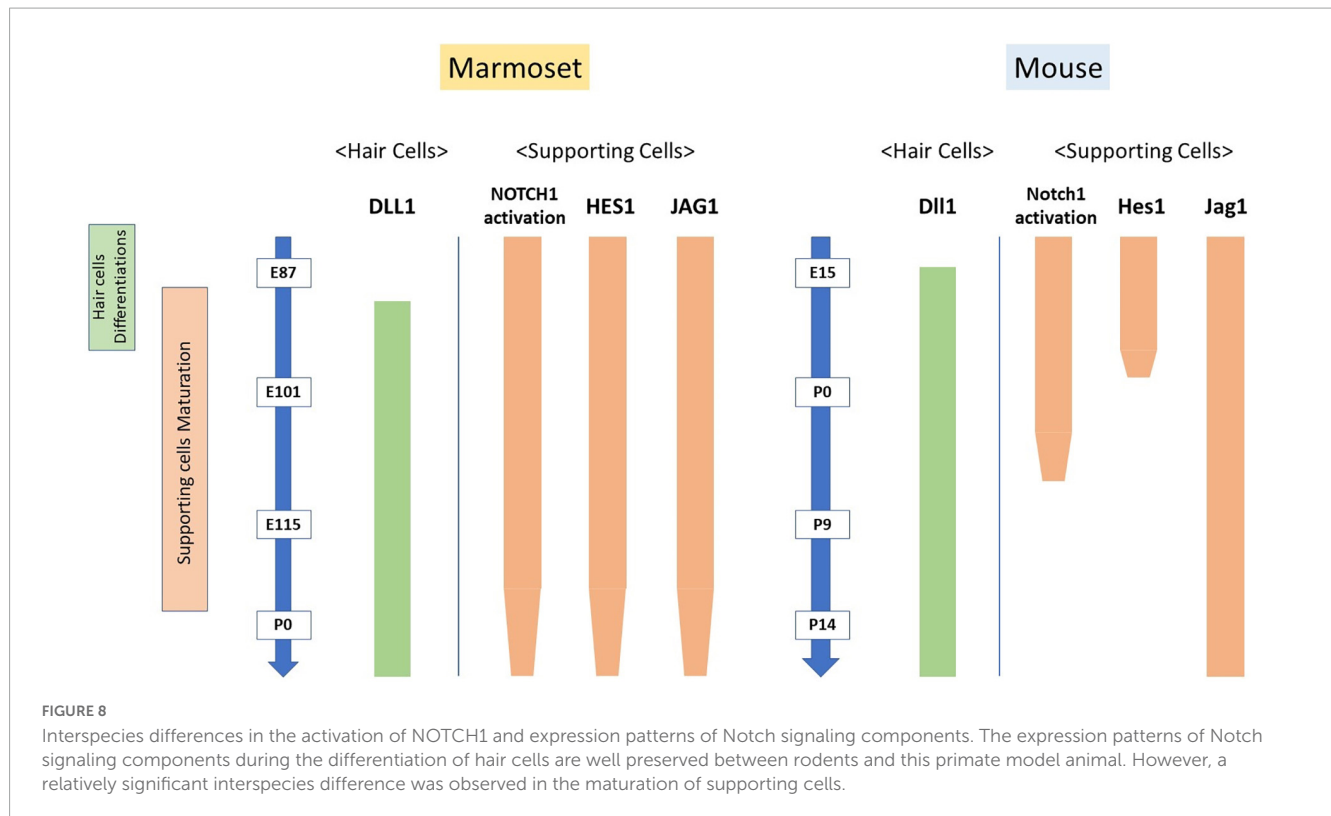 Marmoset
Mouse
<Hair Cells>
<Supporting Cells>
<Hair Cells>
<Supporting Cells>
DLL1
NOTCH1
activation
HES1
JAG1
Dll1
Notch1
activation
Hes1
Jag1
Hair cells
Differentiations
Supporting cells Maturation
E87
E101
E115
P0
E15
P0
P9
P14
FIGURE 8
Interspecies differences in the activation of NOTCH1 and expression patterns of Notch signaling components. The expression patterns of Notch
signaling components during the differentiation of hair cells are well preserved between rodents and this primate model animal. However, a
relatively significant interspecies difference was observed in the maturation of supporting cells.